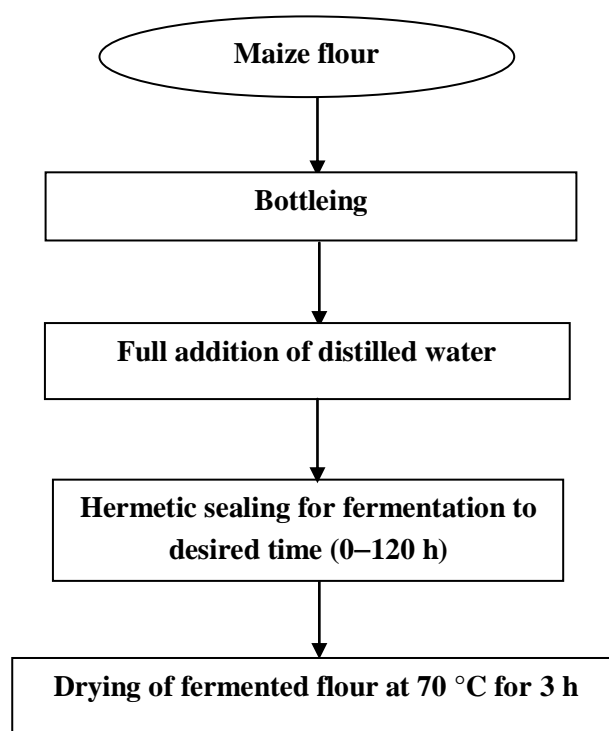 Maize flour
Bottleing
Full addition of distilled water
Hermetic sealing for fermentation to
desired time (0–120 h)
Drying of fermented flour at 70 °C for 3 h